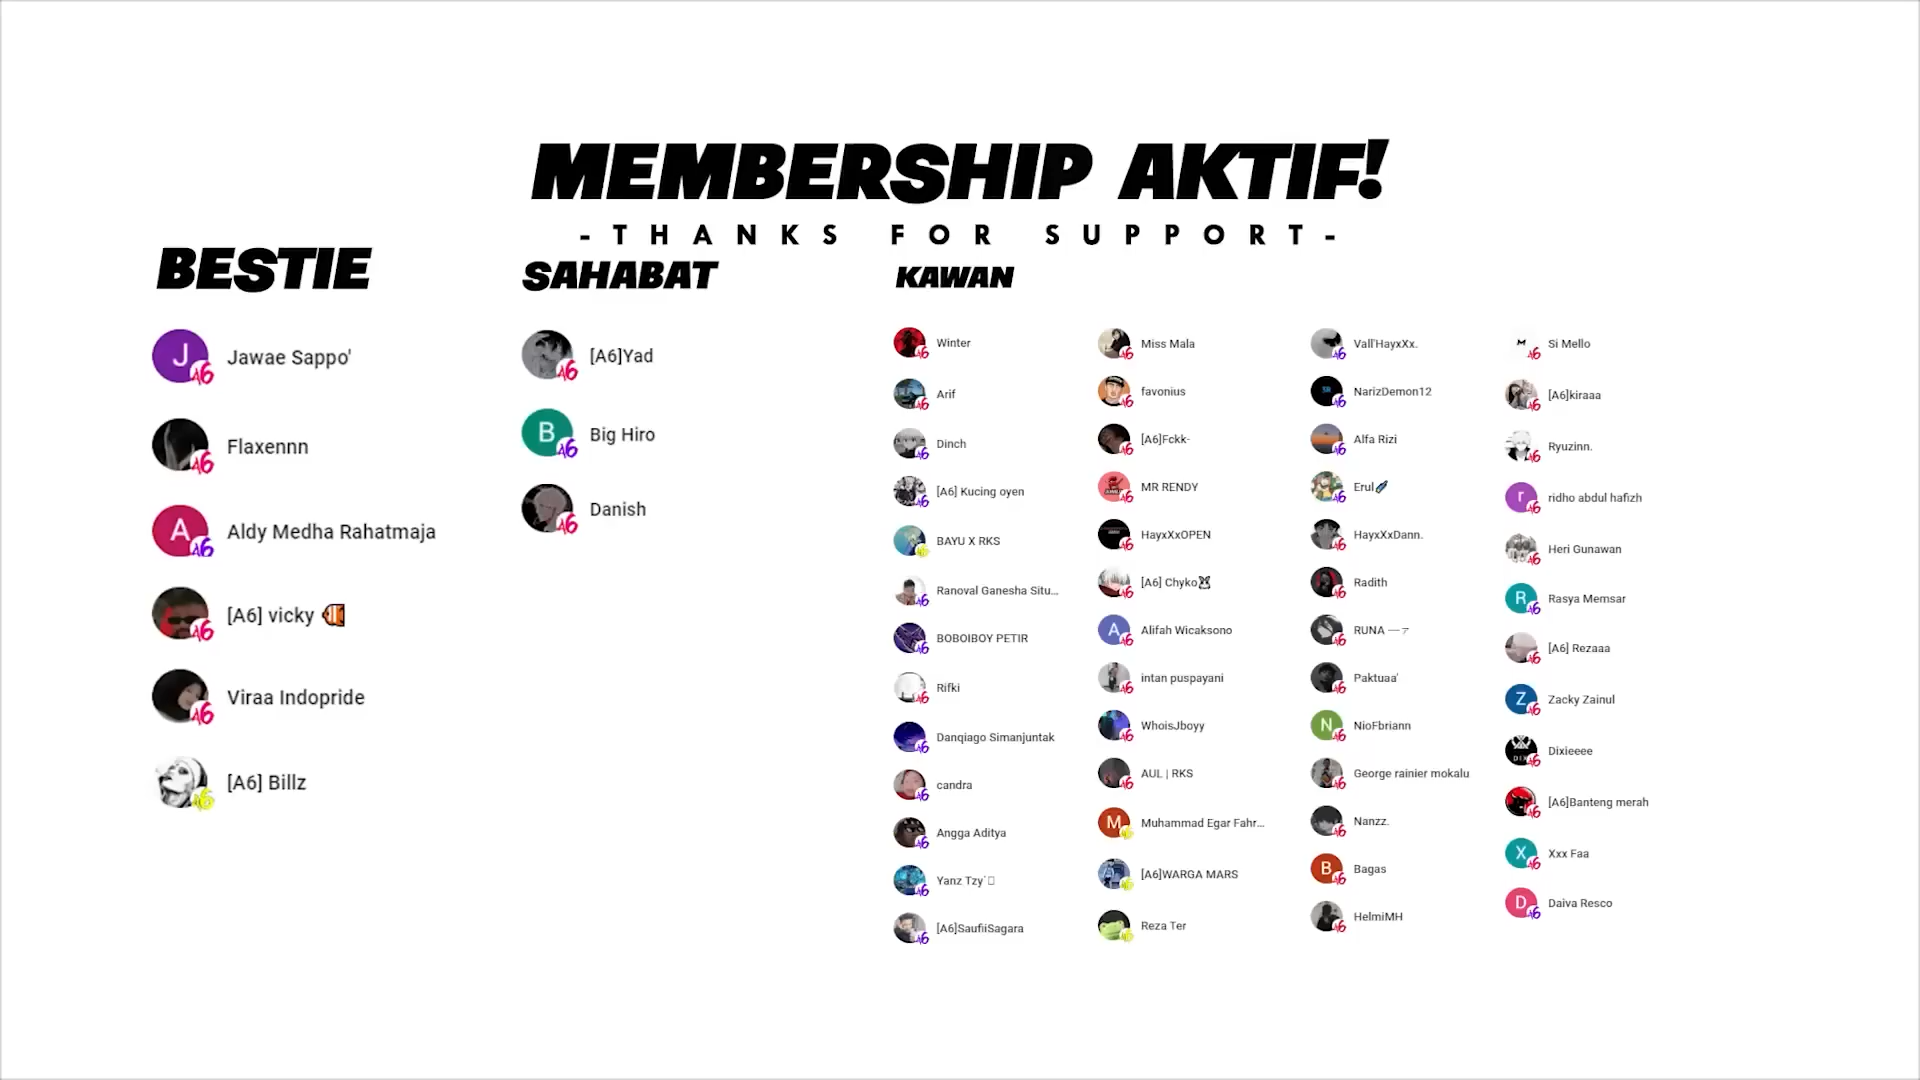 MEMBERSHIP AKTIF!
-THANKS FOR SUPPORT-
BESTIE
Jawae Sappo'
Flaxennn
Aldy Medha Rahatmaja
[A6] vicky 🐠
Viraa Indopride
[A6] Billz
SAHABAT
[A6]Yad
Big Hiro
Danish
KAWAN
Winter
Arif
Dinch
[A6] Kucing oyen
BAYU X RKS
Ranoval Ganesha Situ...
BOBOIBOY PETIR
Rifki
Danqiago Simanjuntak
candra
Angga Aditya
Yanz Tzy`
[A6]SaufiiSagara
Miss Mala
favonius
[A6]Fckk-
MR RENDY
HayxXxOPEN
[A6] Chyko
Alifah Wicaksono
intan puspayani
WhoisJboyy
AUL | RKS
Muhammad Egar Fahr...
[A6]WARGA MARS
Reza Ter
Vall'HayxXx.
NarizDemon12
Alfa Rizi
Erul
HayxXxDann.
Radith
RUNA 一ァ
Paktuaa'
NioFbriann
George rainier mokalu
Nanzz.
Bagas
HelmiMH
Si Mello
[A6]kiraaa
Ryuzinn.
ridho abdul hafizh
Heri Gunawan
Rasya Memsar
[A6] Rezaaa
Zacky Zainul
Dixieeee
[A6]Banteng merah
Xxx Faa
Daiva Resco